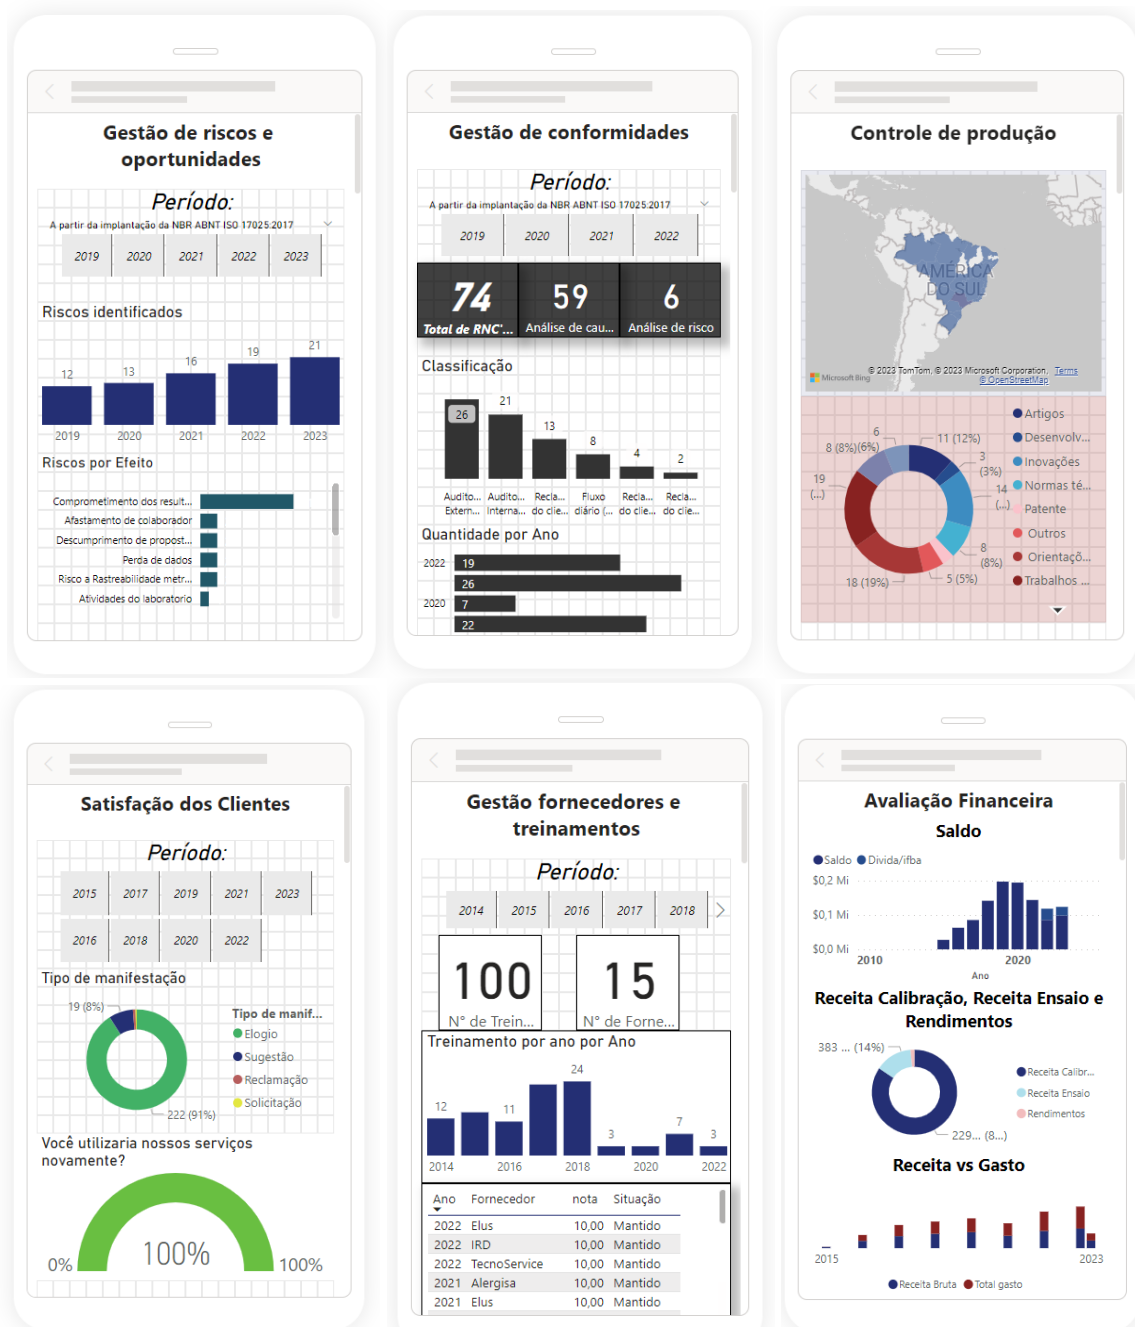 Gestão de riscos e
oportunidades
Período:
A partir da implantação da NBR ABNT ISO 17025:2017
2019 2020 2021 2022 2023
Riscos identificados
12 13 16 19 21
2019 2020 2021 2022 2023
Riscos por Efeito
Comprometimento dos result...
Afastamento de colaborador
Descumprimento de propost...
Perda de dados
Risco a Rastreabilidade metr...
Atividades do laboratorio
Gestão de conformidades
Período:
A partir da implantação da NBR ABNT ISO 17025:2017
2019 2020 2021 2022
74 59 6
Total de RNC'... Análise de cau... Análise de risco
Classificação
26 21 13 8 4 2
Audito... Audito... Recla... Fluxo Recla... Recla...
Extern... Interna... do clie... diário (... do clie... do clie...
Quantidade por Ano
2022 19
26
2020 7
22
Controle de produção
AMÉRICA
DO SUL
Microsoft Bing
© 2023 TomTom, © 2023 Microsoft Corporation, Terms
© OpenStreetMap
6
8 (8%)(6%)
11 (12%)
3
(3%)
14
(...)
8
(8%)
5 (5%)
18 (19%)
19
(...)
Artigos
Desenvolv...
Inovações
Normas té...
Patente
Outros
Orientaçõ...
Trabalhos ...
Satisfação dos Clientes
Período:
2015 2017 2019 2021 2023
2016 2018 2020 2022
Tipo de manifestação
19 (8%)
222 (91%)
Tipo de manif...
Elogio
Sugestão
Reclamação
Solicitação
Você utilizaria nossos serviços
novamente?
0% 100% 100%
Gestão fornecedores e
treinamentos
Período:
2014 2015 2016 2017 2018
100 15
N° de Trein... N° de Forne...
Treinamento por ano por Ano
12 11 24 3 7 3
2014 2016 2018 2020 2022
Ano Fornecedor nota Situação
2022 Elus 10,00 Mantido
2022 IRD 10,00 Mantido
2022 TecnoService 10,00 Mantido
2021 Alergisa 10,00 Mantido
2021 Elus 10,00 Mantido
Avaliação Financeira
Saldo
Saldo Divida/ifba
$0,2 Mi
$0,1 Mi
$0,0 Mi
2010 2020
Ano
Receita Calibração, Receita Ensaio e
Rendimentos
383 ... (14%)
229... (8...)
Receita Calibr...
Receita Ensaio
Rendimentos
Receita vs Gasto
2015 2023
Receita Bruta Total gasto